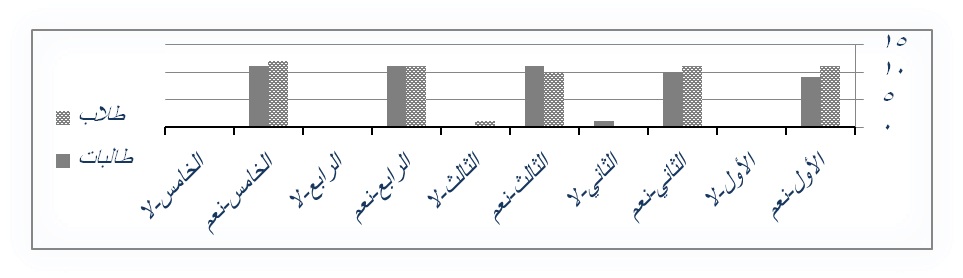 ١٥
١٠
٥
٠
الأول-نعم
الأول-لا
الثاني-نعم
الثاني-لا
الثالث-نعم
الثالث-لا
الرابع-نعم
الرابع-لا
الخامس-نعم
الخامس-لا
طلاب
طالبات